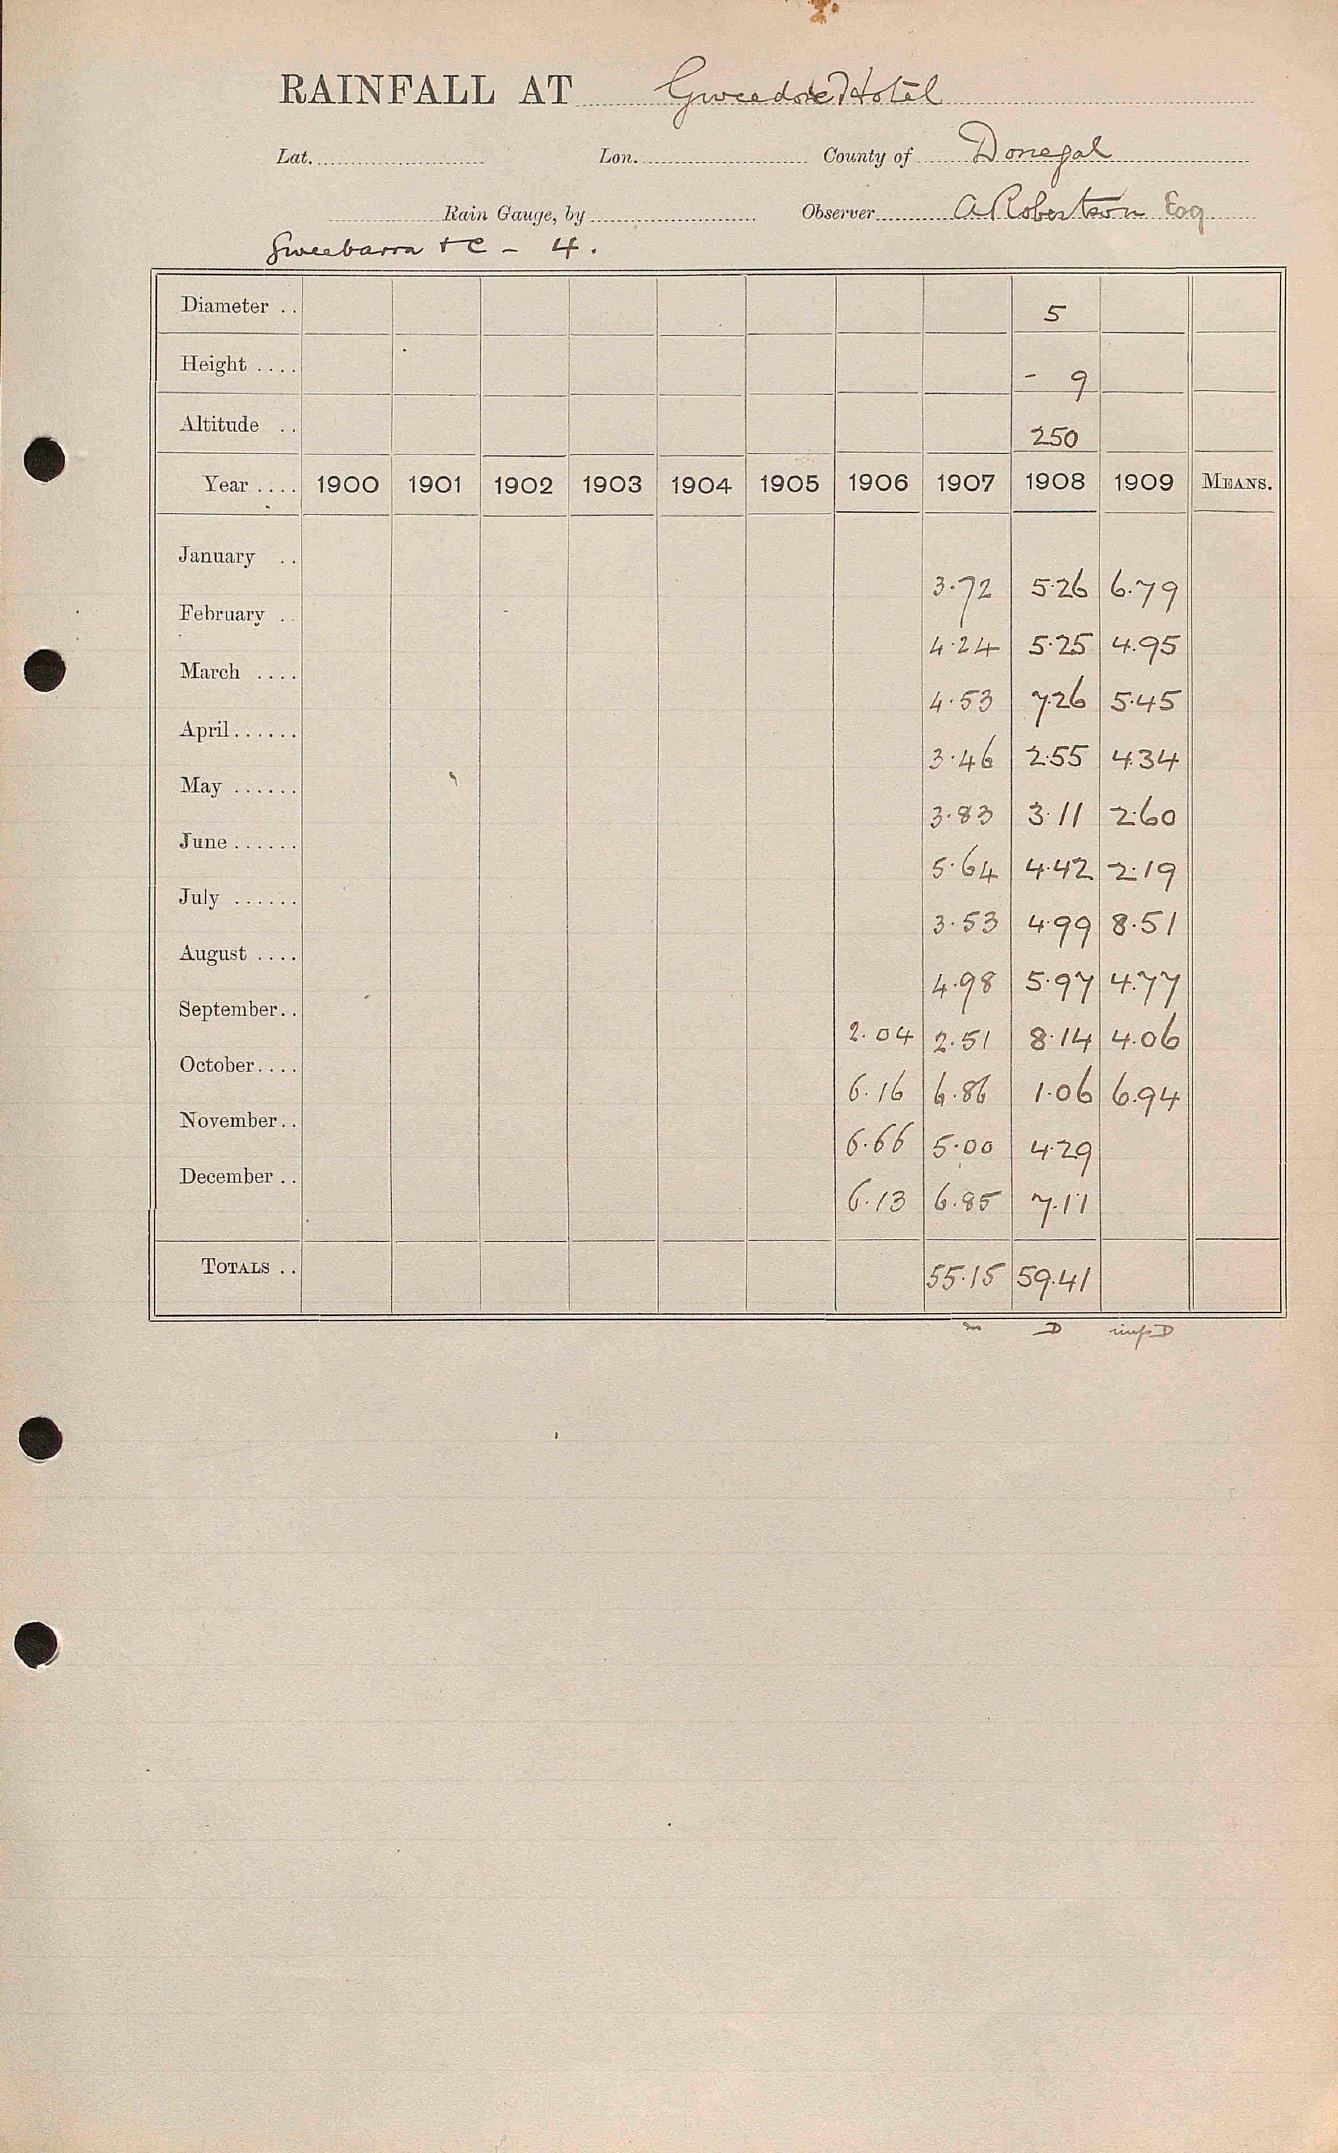 RAINFALL AT Gweedore Hotel
Lat. Lon. County of Donegal
Rain Gauge, by Observer A Robertson Esq
Gweebarra &c - 4.
Diameter .. 5
Height .... - 9
Altitude .. 250
Year .... 1900 1901 1902 1903 1904 1905 1906 1907 1908 1909 MEANS.
January .. 3.72 5.26 6.79
February .. 4.24 5.25 4.95
March .... 4.53 7.26 5.45
April ...... 3.46 2.55 4.34
May ...... 3.83 3.11 2.60
June ...... 5.64 4.42 2.19
July ...... 3.53 4.99 8.51
August .... 4.98 5.97 4.77
September.. 2.04 2.51 8.14 4.06
October.... 6.16 6.86 1.06 6.94
November.. 6.66 5.00 4.29
December .. 6.13 6.85 7.11
TOTALS .. 55.15 59.41
m D imp D